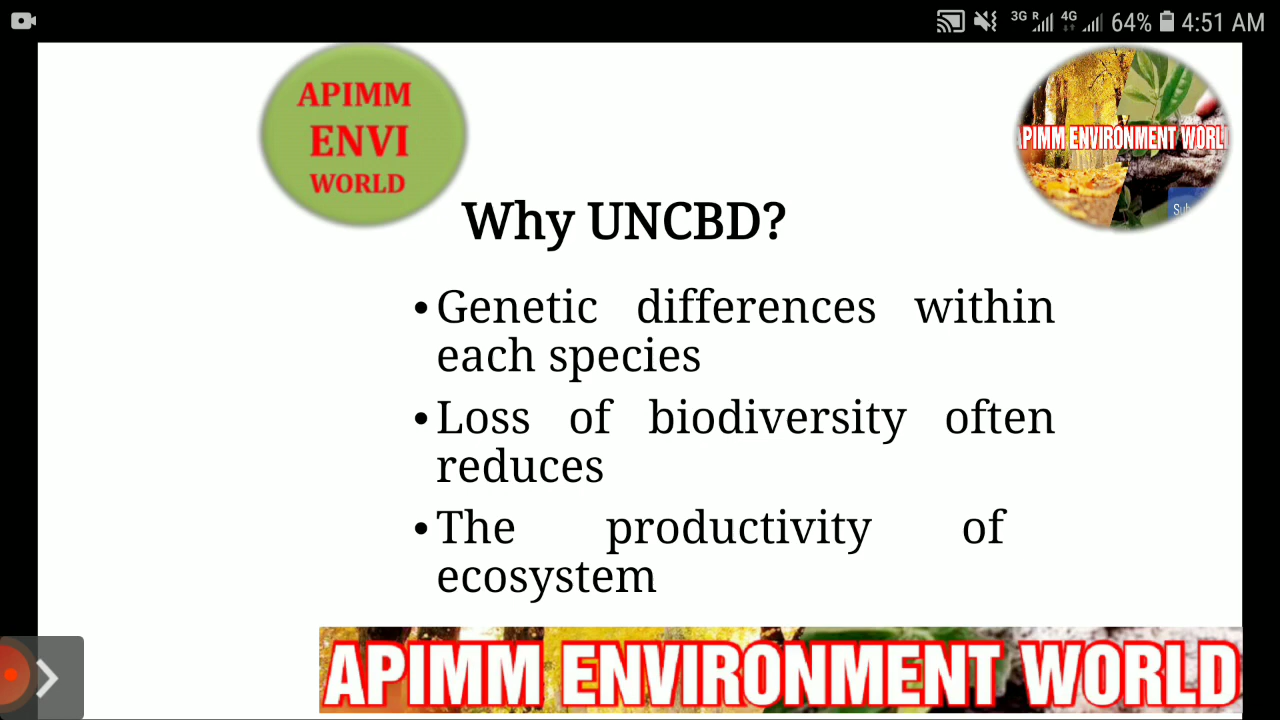 3G R 4G 64% 4:51 AM
APIMM
ENVI
WORLD
PIMM ENVIRONMENT WORL
Sub
Why UNCBD?
•Genetic differences within
each species
•Loss of biodiversity often
reduces
•The productivity of
ecosystem
APIMM ENVIRONMENT WORLD